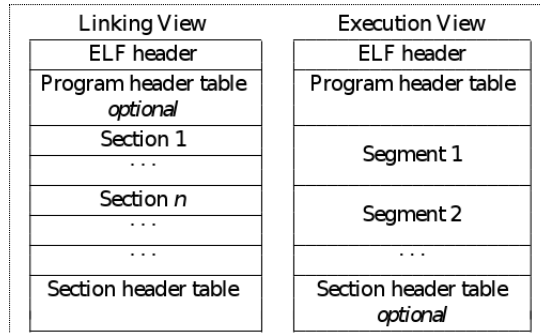 Linking View
ELF header
Program header table
optional
Section 1
. . .
Section n
. . .
. . .
Section header table
Execution View
ELF header
Program header table
Segment 1
Segment 2
. . .
Section header table
optional